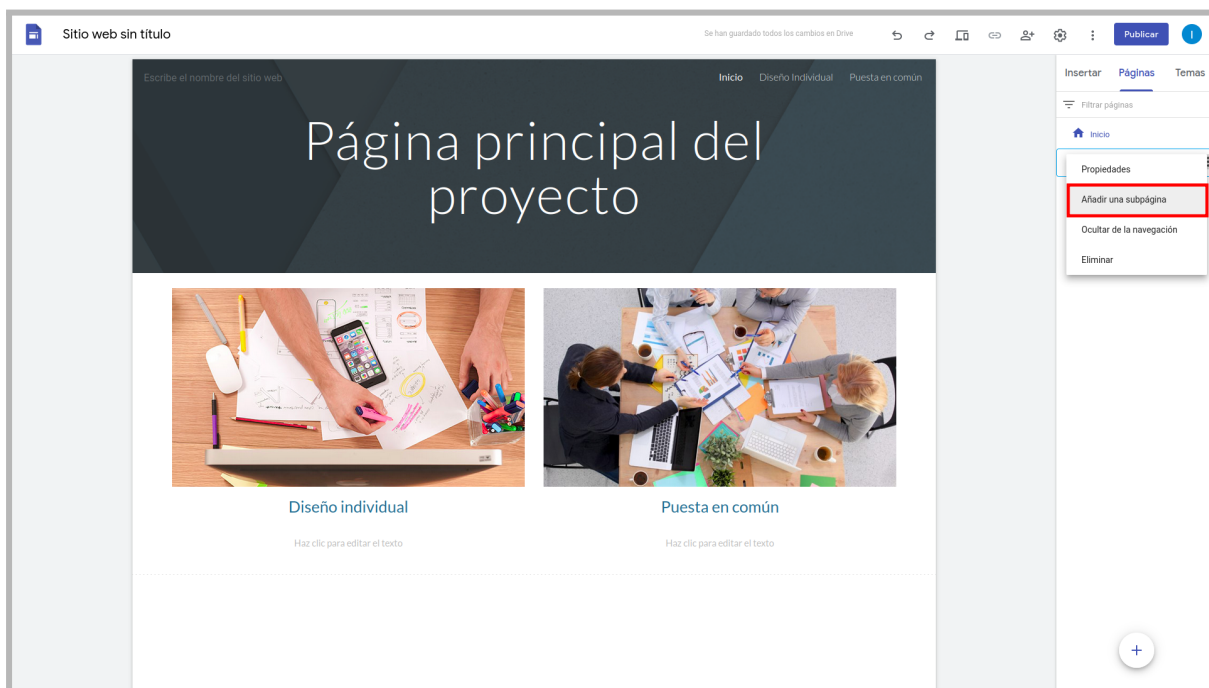 Sitio web sin título
Se han guardado todos los cambios en Drive
Publicar
I
Escribe el nombre del sitio web
Inicio Diseño Individual Puesta en común
Página principal del
proyecto
Diseño individual
Puesta en común
Haz clic para editar el texto
Haz clic para editar el texto
Insertar Páginas Temas
Filtrar páginas
Inicio
Propiedades
Añadir una subpágina
Ocultar de la navegación
Eliminar